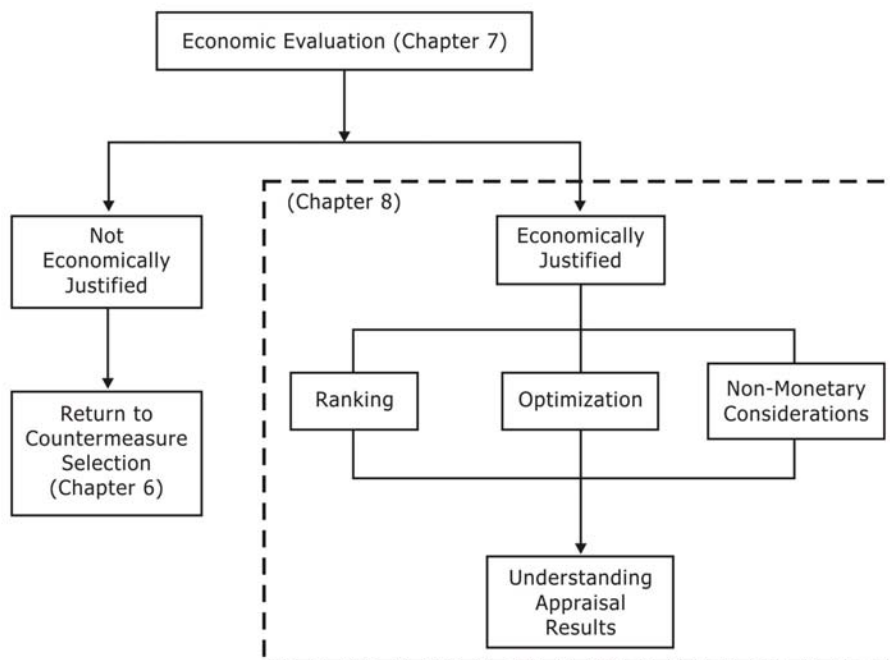 Economic Evaluation (Chapter 7)
(Chapter 8)
Not
Economically
Justified
Economically
Justified
Return to
Countermeasure
Selection
(Chapter 6)
Ranking
Optimization
Non-Monetary
Considerations
Understanding
Appraisal
Results